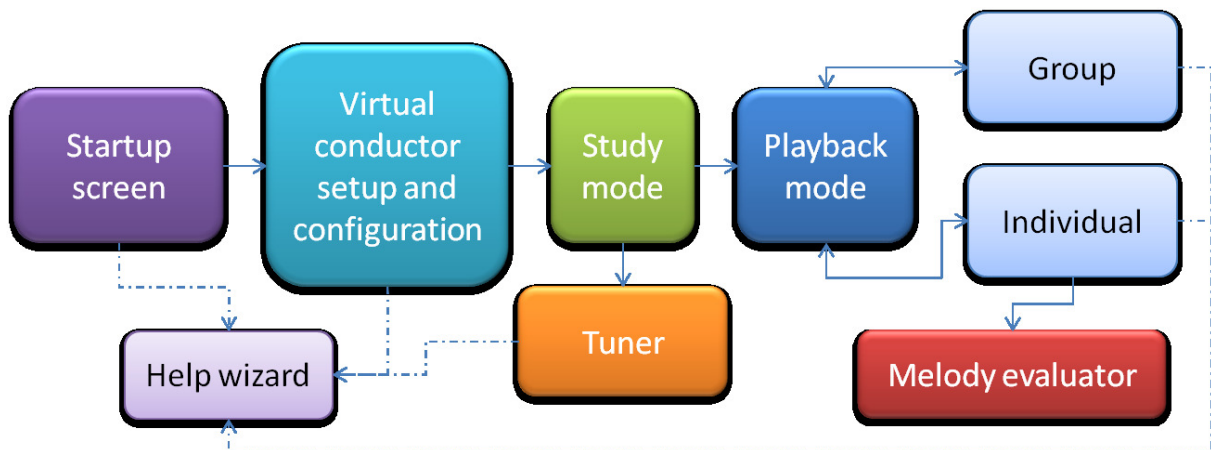 Startup
screen
Virtual
conductor
setup and
configuration
Study
mode
Playback
mode
Group
Individual
Help wizard
Tuner
Melody evaluator